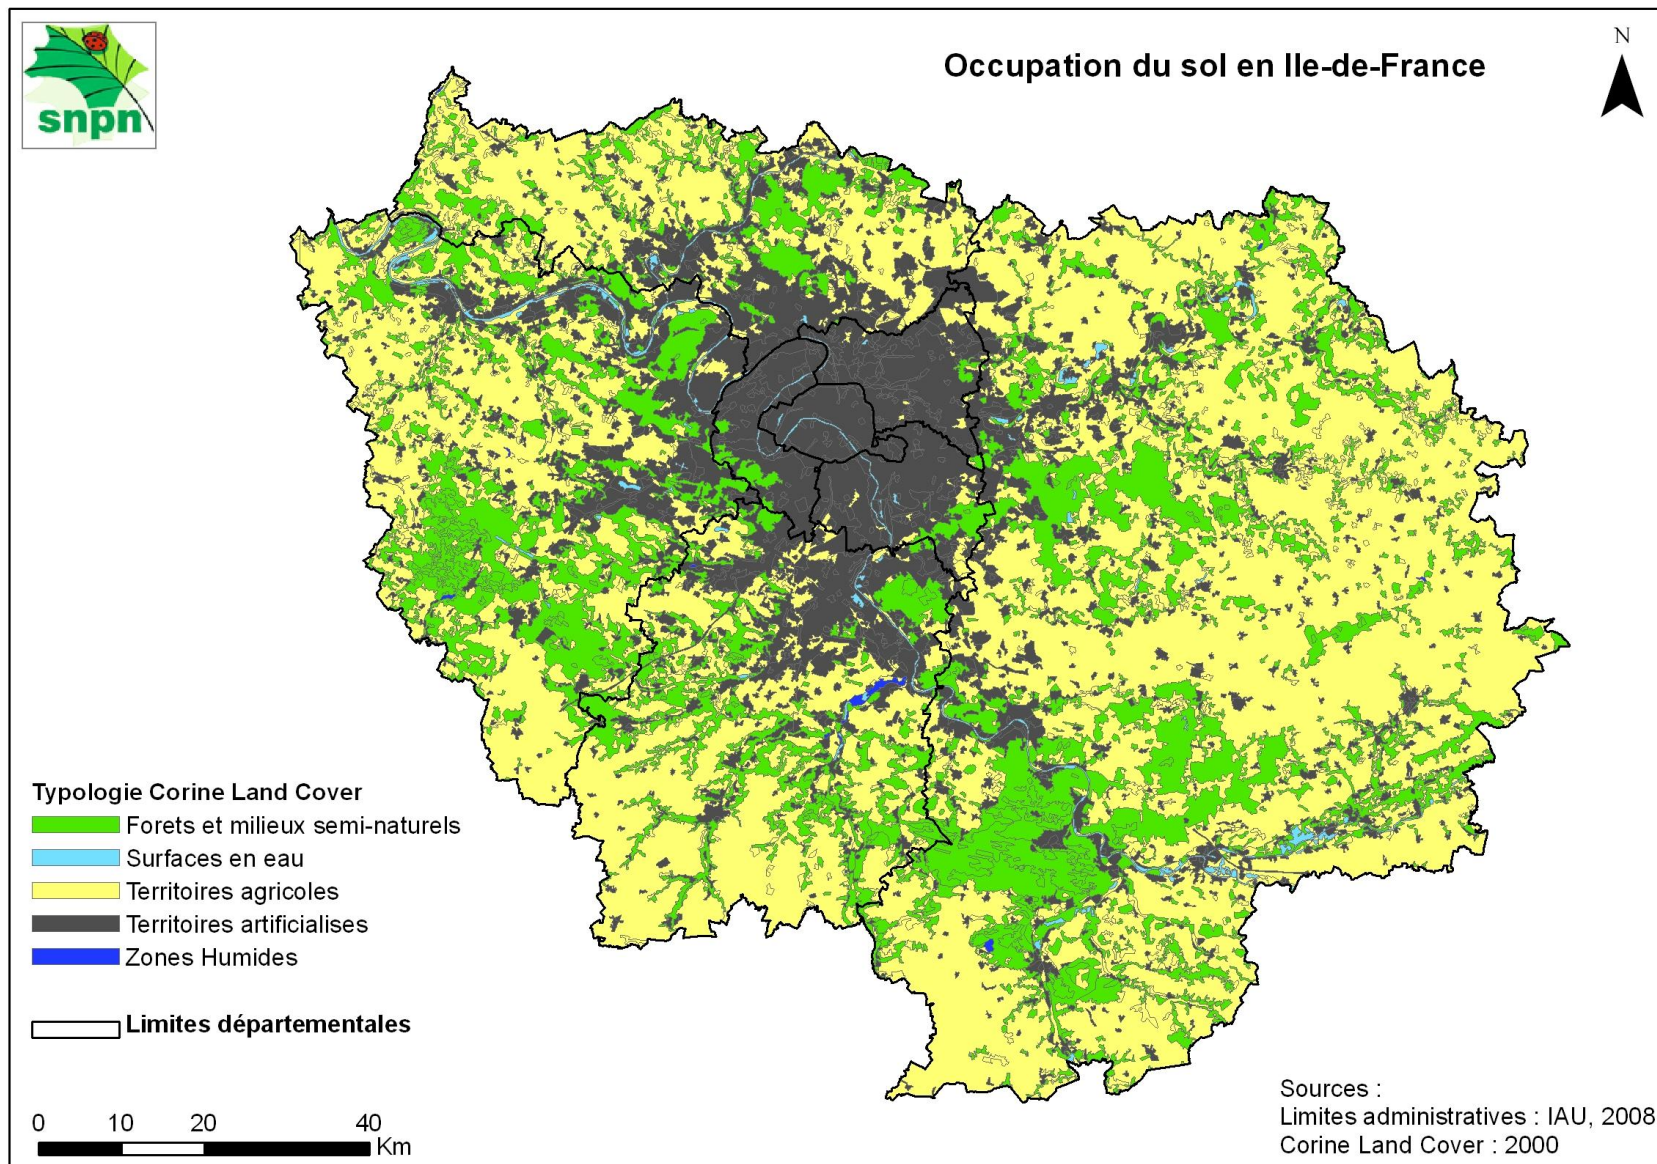 snpn
Occupation du sol en Ile-de-France
N
Typologie Corine Land Cover
Forets et milieux semi-naturels
Surfaces en eau
Territoires agricoles
Territoires artificialises
Zones Humides
Limites départementales
0 10 20 40
Km
Sources :
Limites administratives : IAU, 2008
Corine Land Cover : 2000